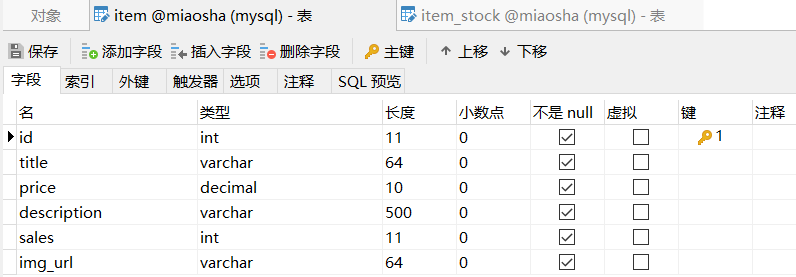 对象 item @miaosha (mysql) - 表 item_stock @miaosha (mysql) - 表
保存 添加字段 插入字段 删除字段 主键 上移 下移
字段 索引 外键 触发器 选项 注释 SQL 预览
名 类型 长度 小数点 不是 null 虚拟 键 注释
id int 11 0 1
title varchar 64 0
price decimal 10 0
description varchar 500 0
sales int 11 0
img_url varchar 64 0